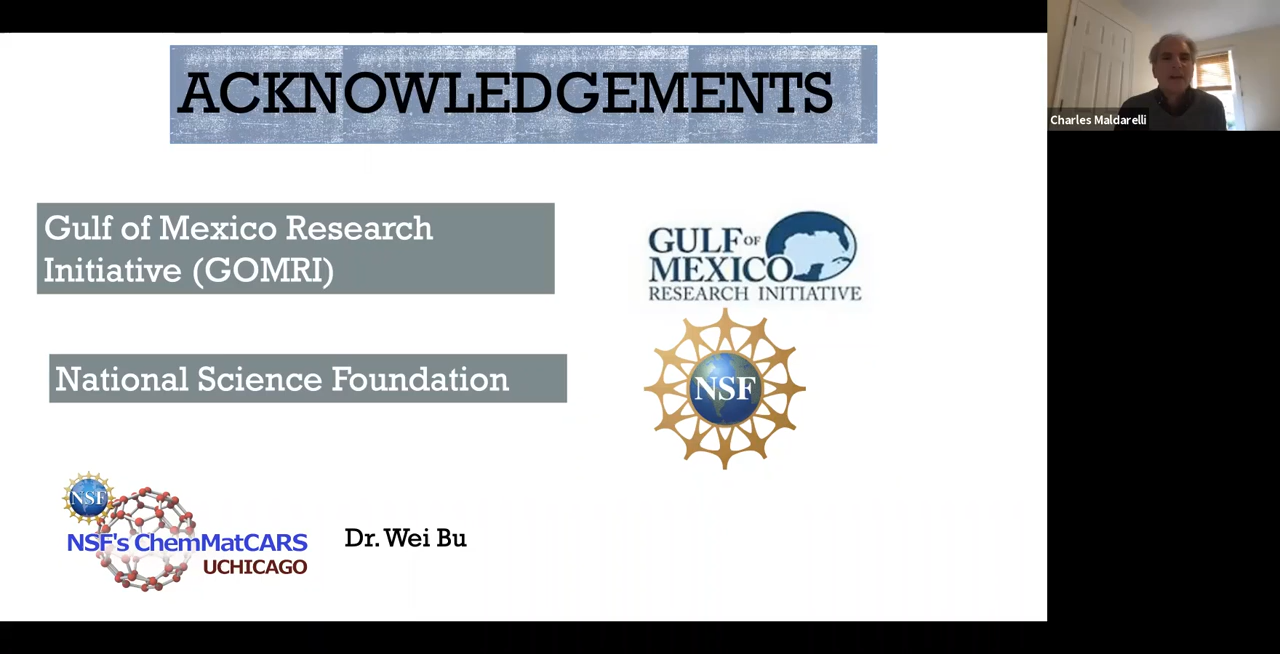 ACKNOWLEDGEMENTS
Charles Maldarelli
Gulf of Mexico Research
Initiative (GOMRI)
GULF OF
MEXICO
RESEARCH INITIATIVE
National Science Foundation
NSF
NSF
NSF's ChemMatCARS
UCHICAGO
Dr. Wei Bu